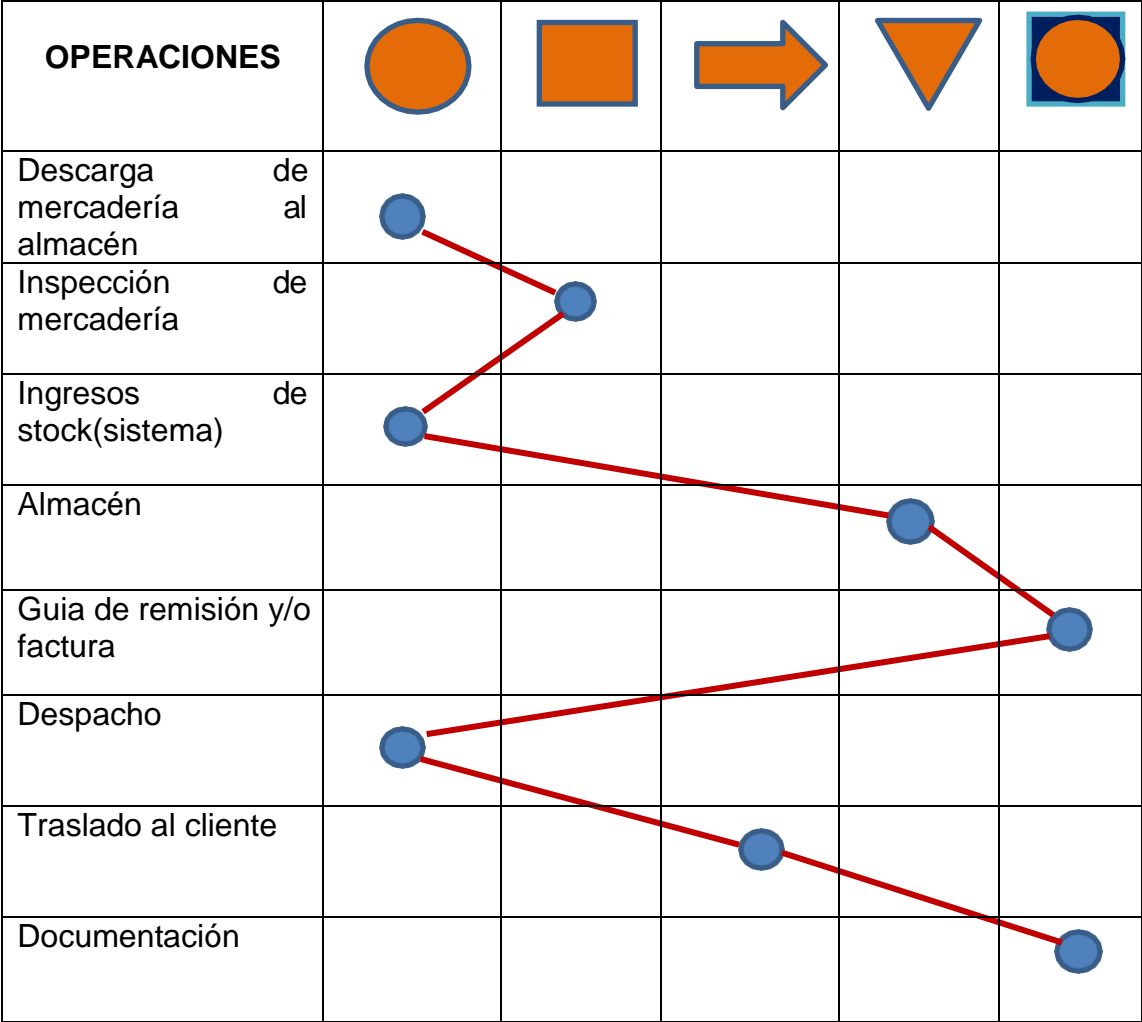 OPERACIONES
Descarga de
mercadería al
almacén
Inspección de
mercadería
Ingresos de
stock(sistema)
Almacén
Guia de remisión y/o
factura
Despacho
Traslado al cliente
Documentación